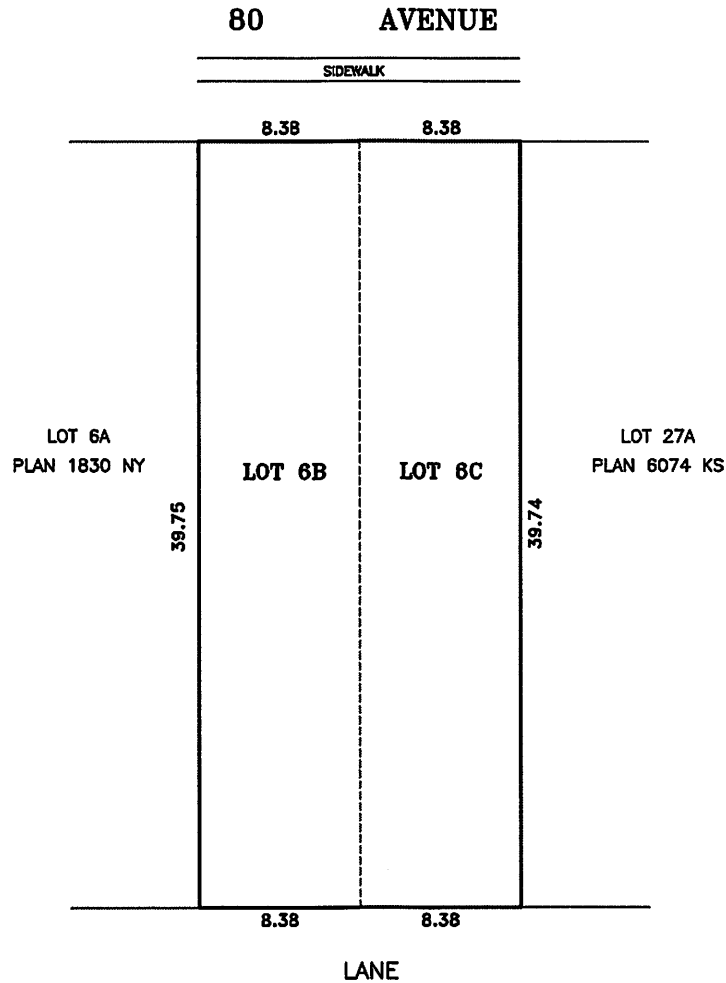 80 AVENUE
SIDEWALK
8.38 8.38
LOT 6A
PLAN 1830 NY
LOT 27A
PLAN 6074 KS
LOT 6B LOT 6C
39.75
39.74
8.38 8.38
LANE